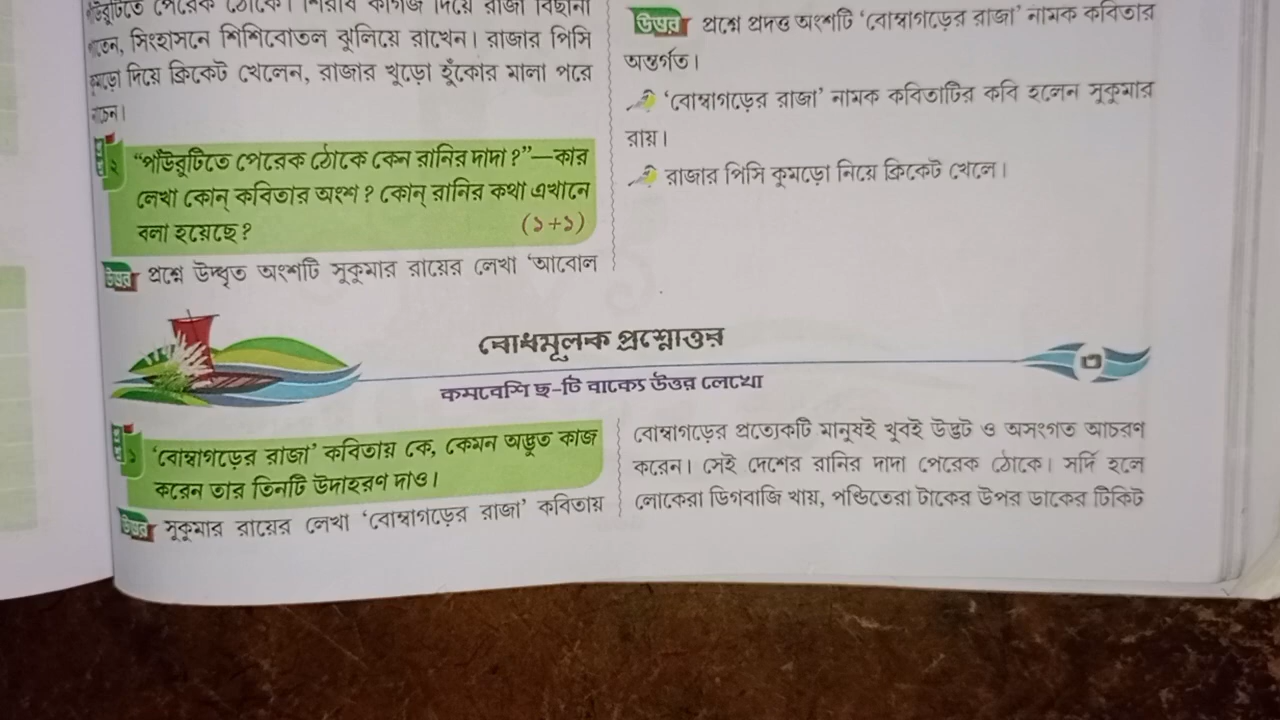 পাঁউরুটিতে পেরেক ঠোকে। শিরীষ কাগজ দিয়ে রাজা বিছানা
পাতেন, সিংহাসনে শিশিবোতল ঝুলিয়ে রাখেন। রাজার পিসি
কুমড়ো দিয়ে ক্রিকেট খেলেন, রাজার খুড়ো হুঁকোর মালা পরে
নাচেন।
২ “পাঁউরুটিতে পেরেক ঠোকে কেন রানির দাদা ?”—কার
লেখা কোন্ কবিতার অংশ ? কোন্ রানির কথা এখানে
বলা হয়েছে ? (১+১)
উত্তর প্রশ্নে উদ্ধৃত অংশটি সুকুমার রায়ের লেখা ‘আবোল
উত্তর প্রশ্নে প্রদত্ত অংশটি ‘বোম্বাগড়ের রাজা’ নামক কবিতার
অন্তর্গত।
‘বোম্বাগড়ের রাজা’ নামক কবিতাটির কবি হলেন সুকুমার
রায়।
রাজার পিসি কুমড়ো নিয়ে ক্রিকেট খেলে।
বোধমূলক প্রশ্নোত্তর
৩
কমবেশি ছ-টি বাক্যে উত্তর লেখো
১ ‘বোম্বাগড়ের রাজা’ কবিতায় কে, কেমন অদ্ভুত কাজ
করেন তার তিনটি উদাহরণ দাও।
উত্তর সুকুমার রায়ের লেখা ‘বোম্বাগড়ের রাজা’ কবিতায়
বোম্বাগড়ের প্রত্যেকটি মানুষই খুবই উদ্ভট ও অসংগত আচরণ
করেন। সেই দেশের রানির দাদা পেরেক ঠোকে। সর্দি হলে
লোকেরা ডিগবাজি খায়, পণ্ডিতেরা টাকের উপর ডাকের টিকিট